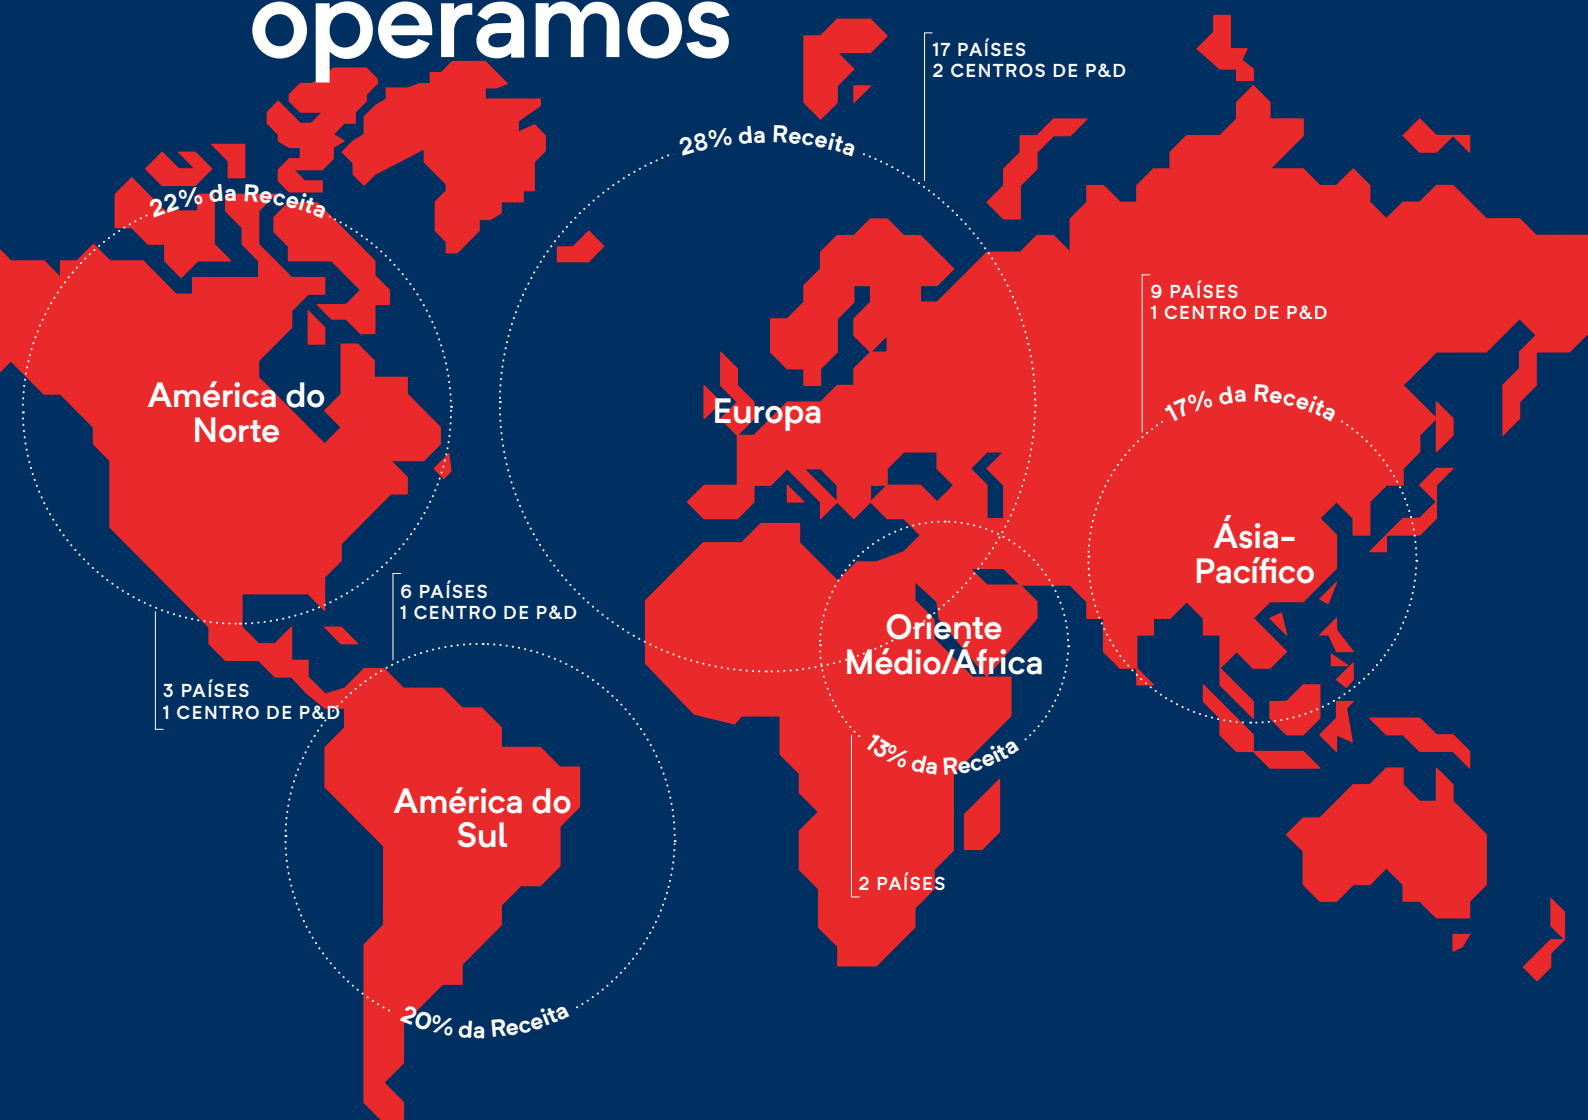 operamos
17 PAÍSES
2 CENTROS DE P&D
28% da Receita
22% da Receita
9 PAÍSES
1 CENTRO DE P&D
17% da Receita
América do
Norte
Europa
Ásia-
Pacífico
6 PAÍSES
1 CENTRO DE P&D
Oriente
Médio/África
3 PAÍSES
1 CENTRO DE P&D
13% da Receita
América do
Sul
2 PAÍSES
20% da Receita